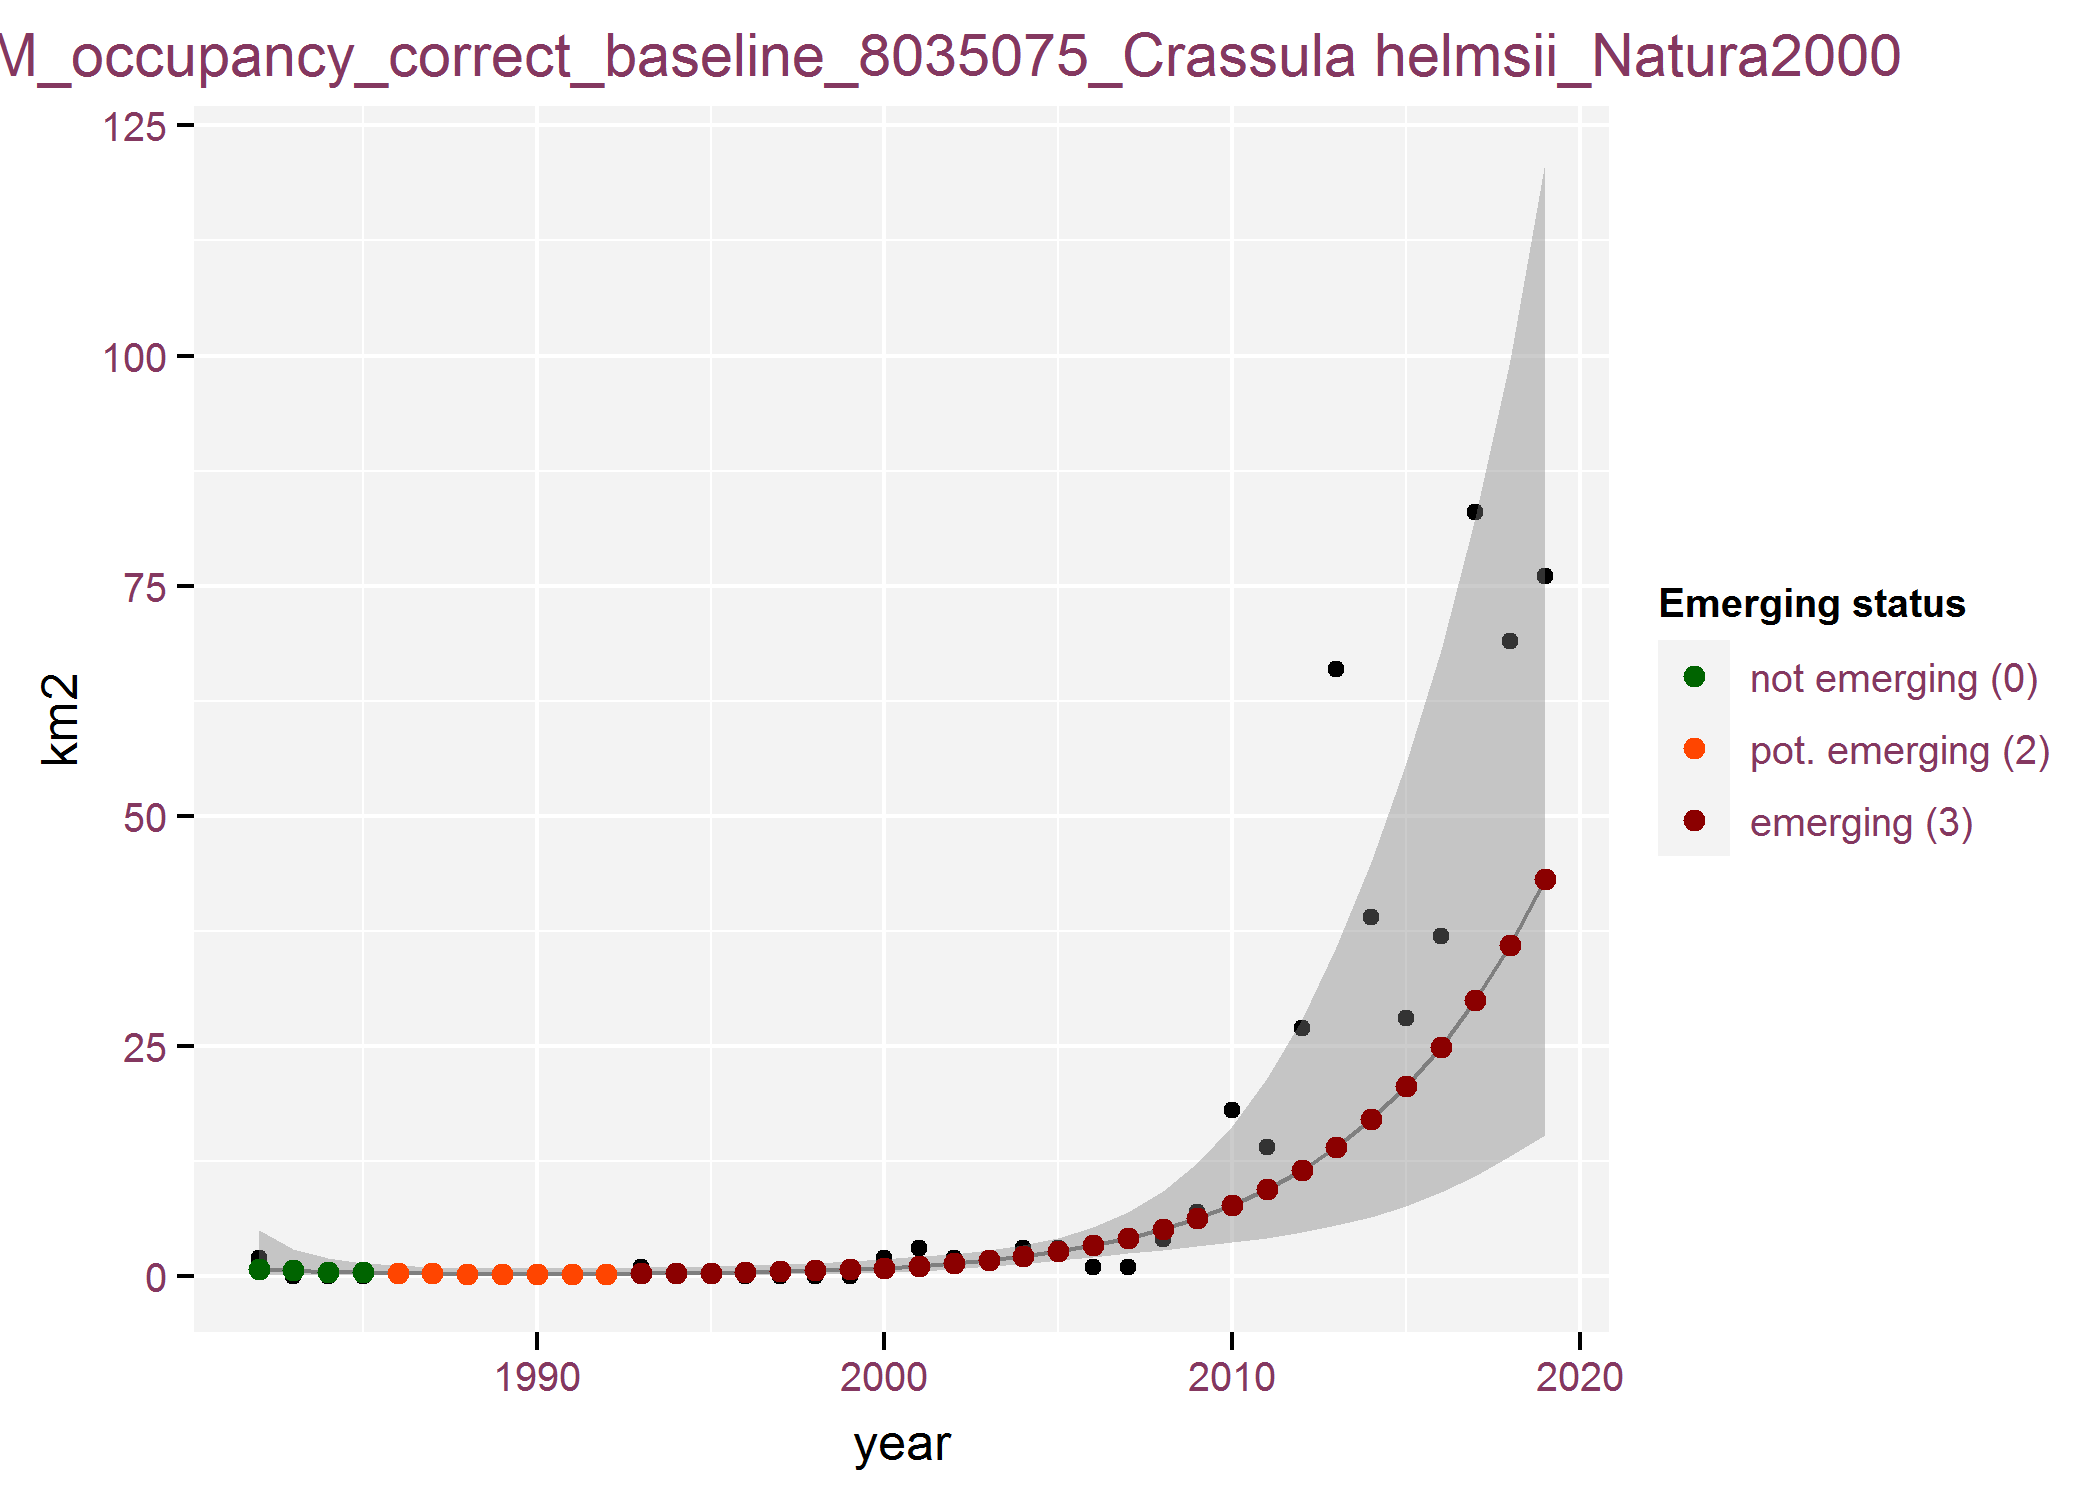 M_occupancy_correct_baseline_8035075_Crassula helmsii_Natura2000
125
100
75
50
25
0
km2
1990 2000 2010 2020
year
Emerging status
not emerging (0)
pot. emerging (2)
emerging (3)